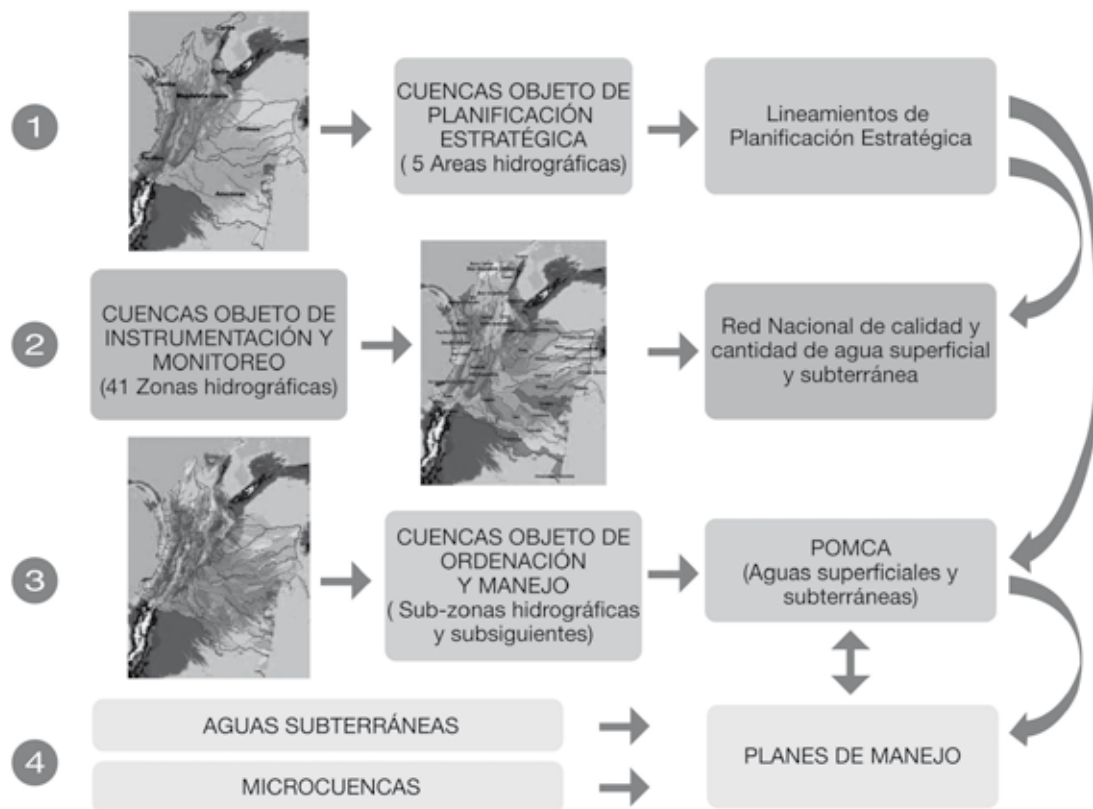 1
CUENCAS OBJETO DE
PLANIFICACIÓN
ESTRATÉGICA
( 5 Areas hidrográficas)
Lineamientos de
Planificación Estratégica
2
CUENCAS OBJETO DE
INSTRUMENTACIÓN Y
MONITOREO
(41 Zonas hidrográficas)
Red Nacional de calidad y
cantidad de agua superficial
y subterránea
3
CUENCAS OBJETO DE
ORDENACIÓN
Y MANEJO
( Sub-zonas hidrográficas
y subsiguientes)
POMCA
(Aguas superficiales y
subterráneas)
4
AGUAS SUBTERRÁNEAS
MICROCUENCAS
PLANES DE MANEJO